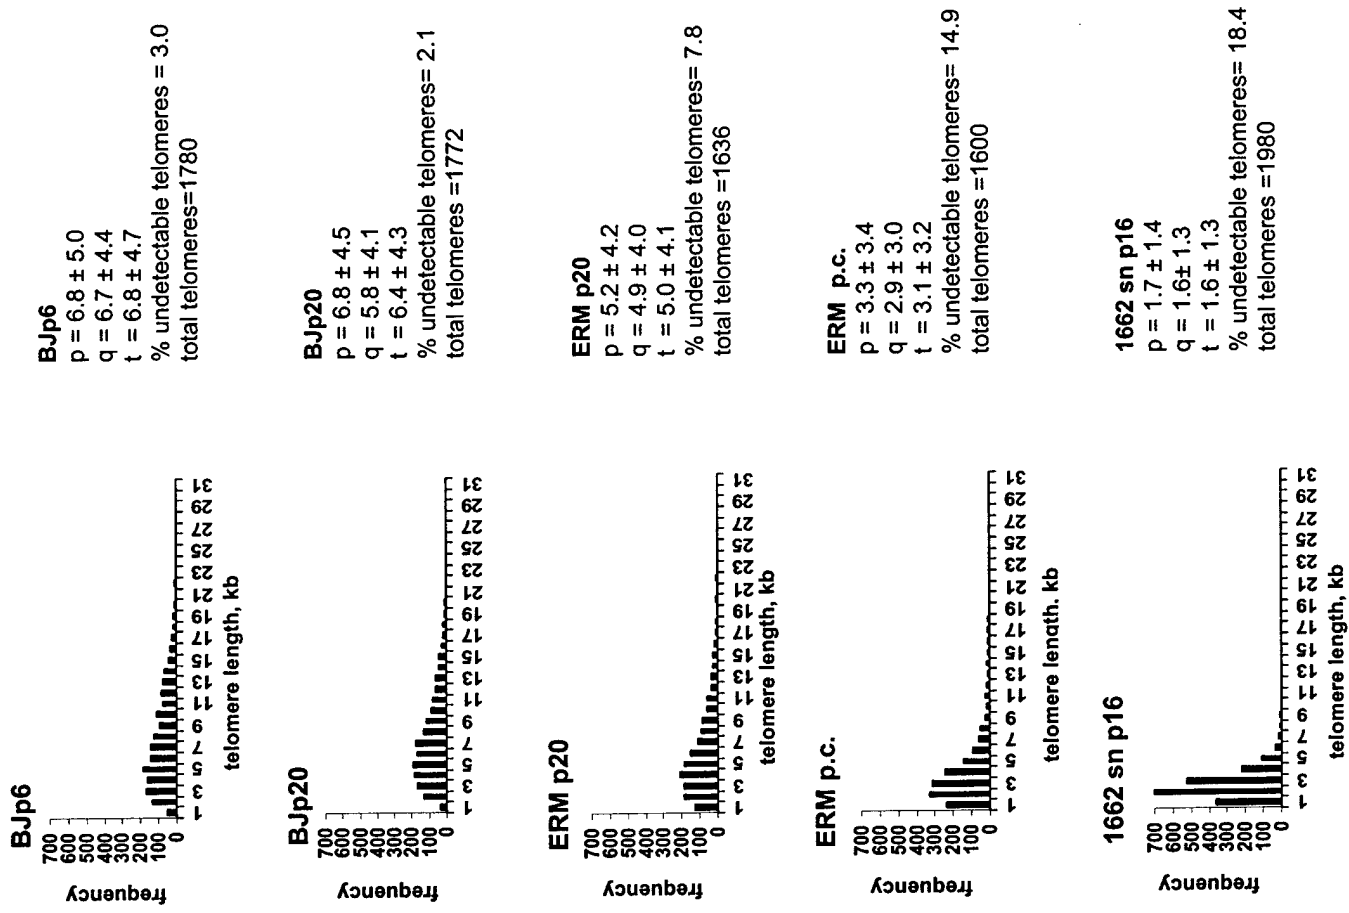 BJp6
frequency
700
600
500
400
300
200
100
0
1 3 5 7 9 11 13 15 17 19 21 23 25 27 29 31
telomere length, kb
BJp6
p = 6.8 ± 5.0
q = 6.7 ± 4.4
t = 6.8 ± 4.7
% undetectable telomeres = 3.0
total telomeres=1780
BJp20
frequency
700
600
500
400
300
200
100
0
1 3 5 7 9 11 13 15 17 19 21 23 25 27 29 31
BJp20
p = 6.8 ± 4.5
q = 5.8 ± 4.1
t = 6.4 ± 4.3
% undetectable telomeres= 2.1
total telomeres =1772
ERM p20
frequency
700
600
500
400
300
200
100
0
1 3 5 7 9 11 13 15 17 19 21 23 25 27 29 31
telomere length, kb
ERM p20
p = 5.2 ± 4.2
q = 4.9 ± 4.0
t = 5.0 ± 4.1
% undetectable telomeres= 7.8
total telomeres =1636
ERM p.c.
frequency
700
600
500
400
300
200
100
0
1 3 5 7 9 11 13 15 17 19 21 23 25 27 29 31
telomere length. kb
ERM p.c.
p = 3.3 ± 3.4
q = 2.9 ± 3.0
t = 3.1 ± 3.2
% undetectable telomeres= 14.9
total telomeres =1600
1662 sn p16
frequency
700
600
500
400
300
200
100
0
1 3 5 7 9 11 13 15 17 19 21 23 25 27 29 31
telomere length, kb
1662 sn p16
p = 1.7 ± 1.4
q = 1.6± 1.3
t = 1.6 ± 1.3
% undetectable telomeres= 18.4
total telomeres =1980